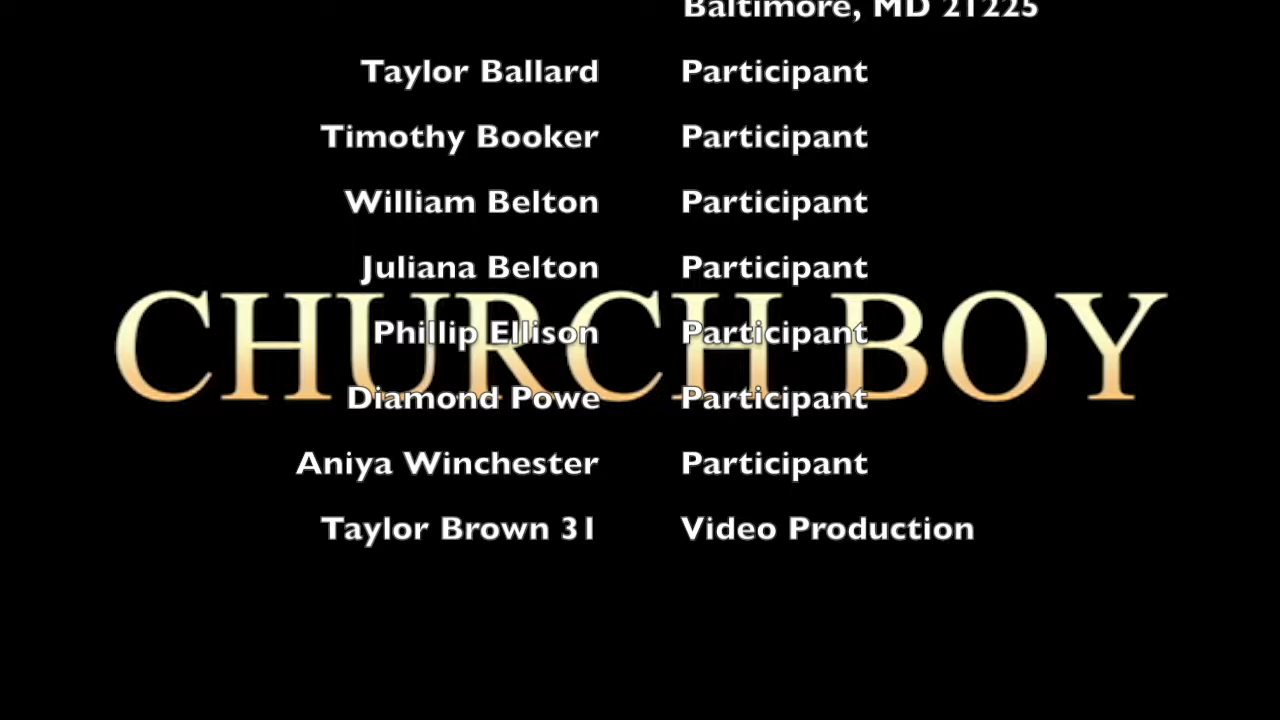 Baltimore, MD 21225
Taylor Ballard Participant
Timothy Booker Participant
William Belton Participant
Juliana Belton Participant
CHURCH BOY
Phillip Ellison Participant
Diamond Powe Participant
Aniya Winchester Participant
Taylor Brown 31 Video Production